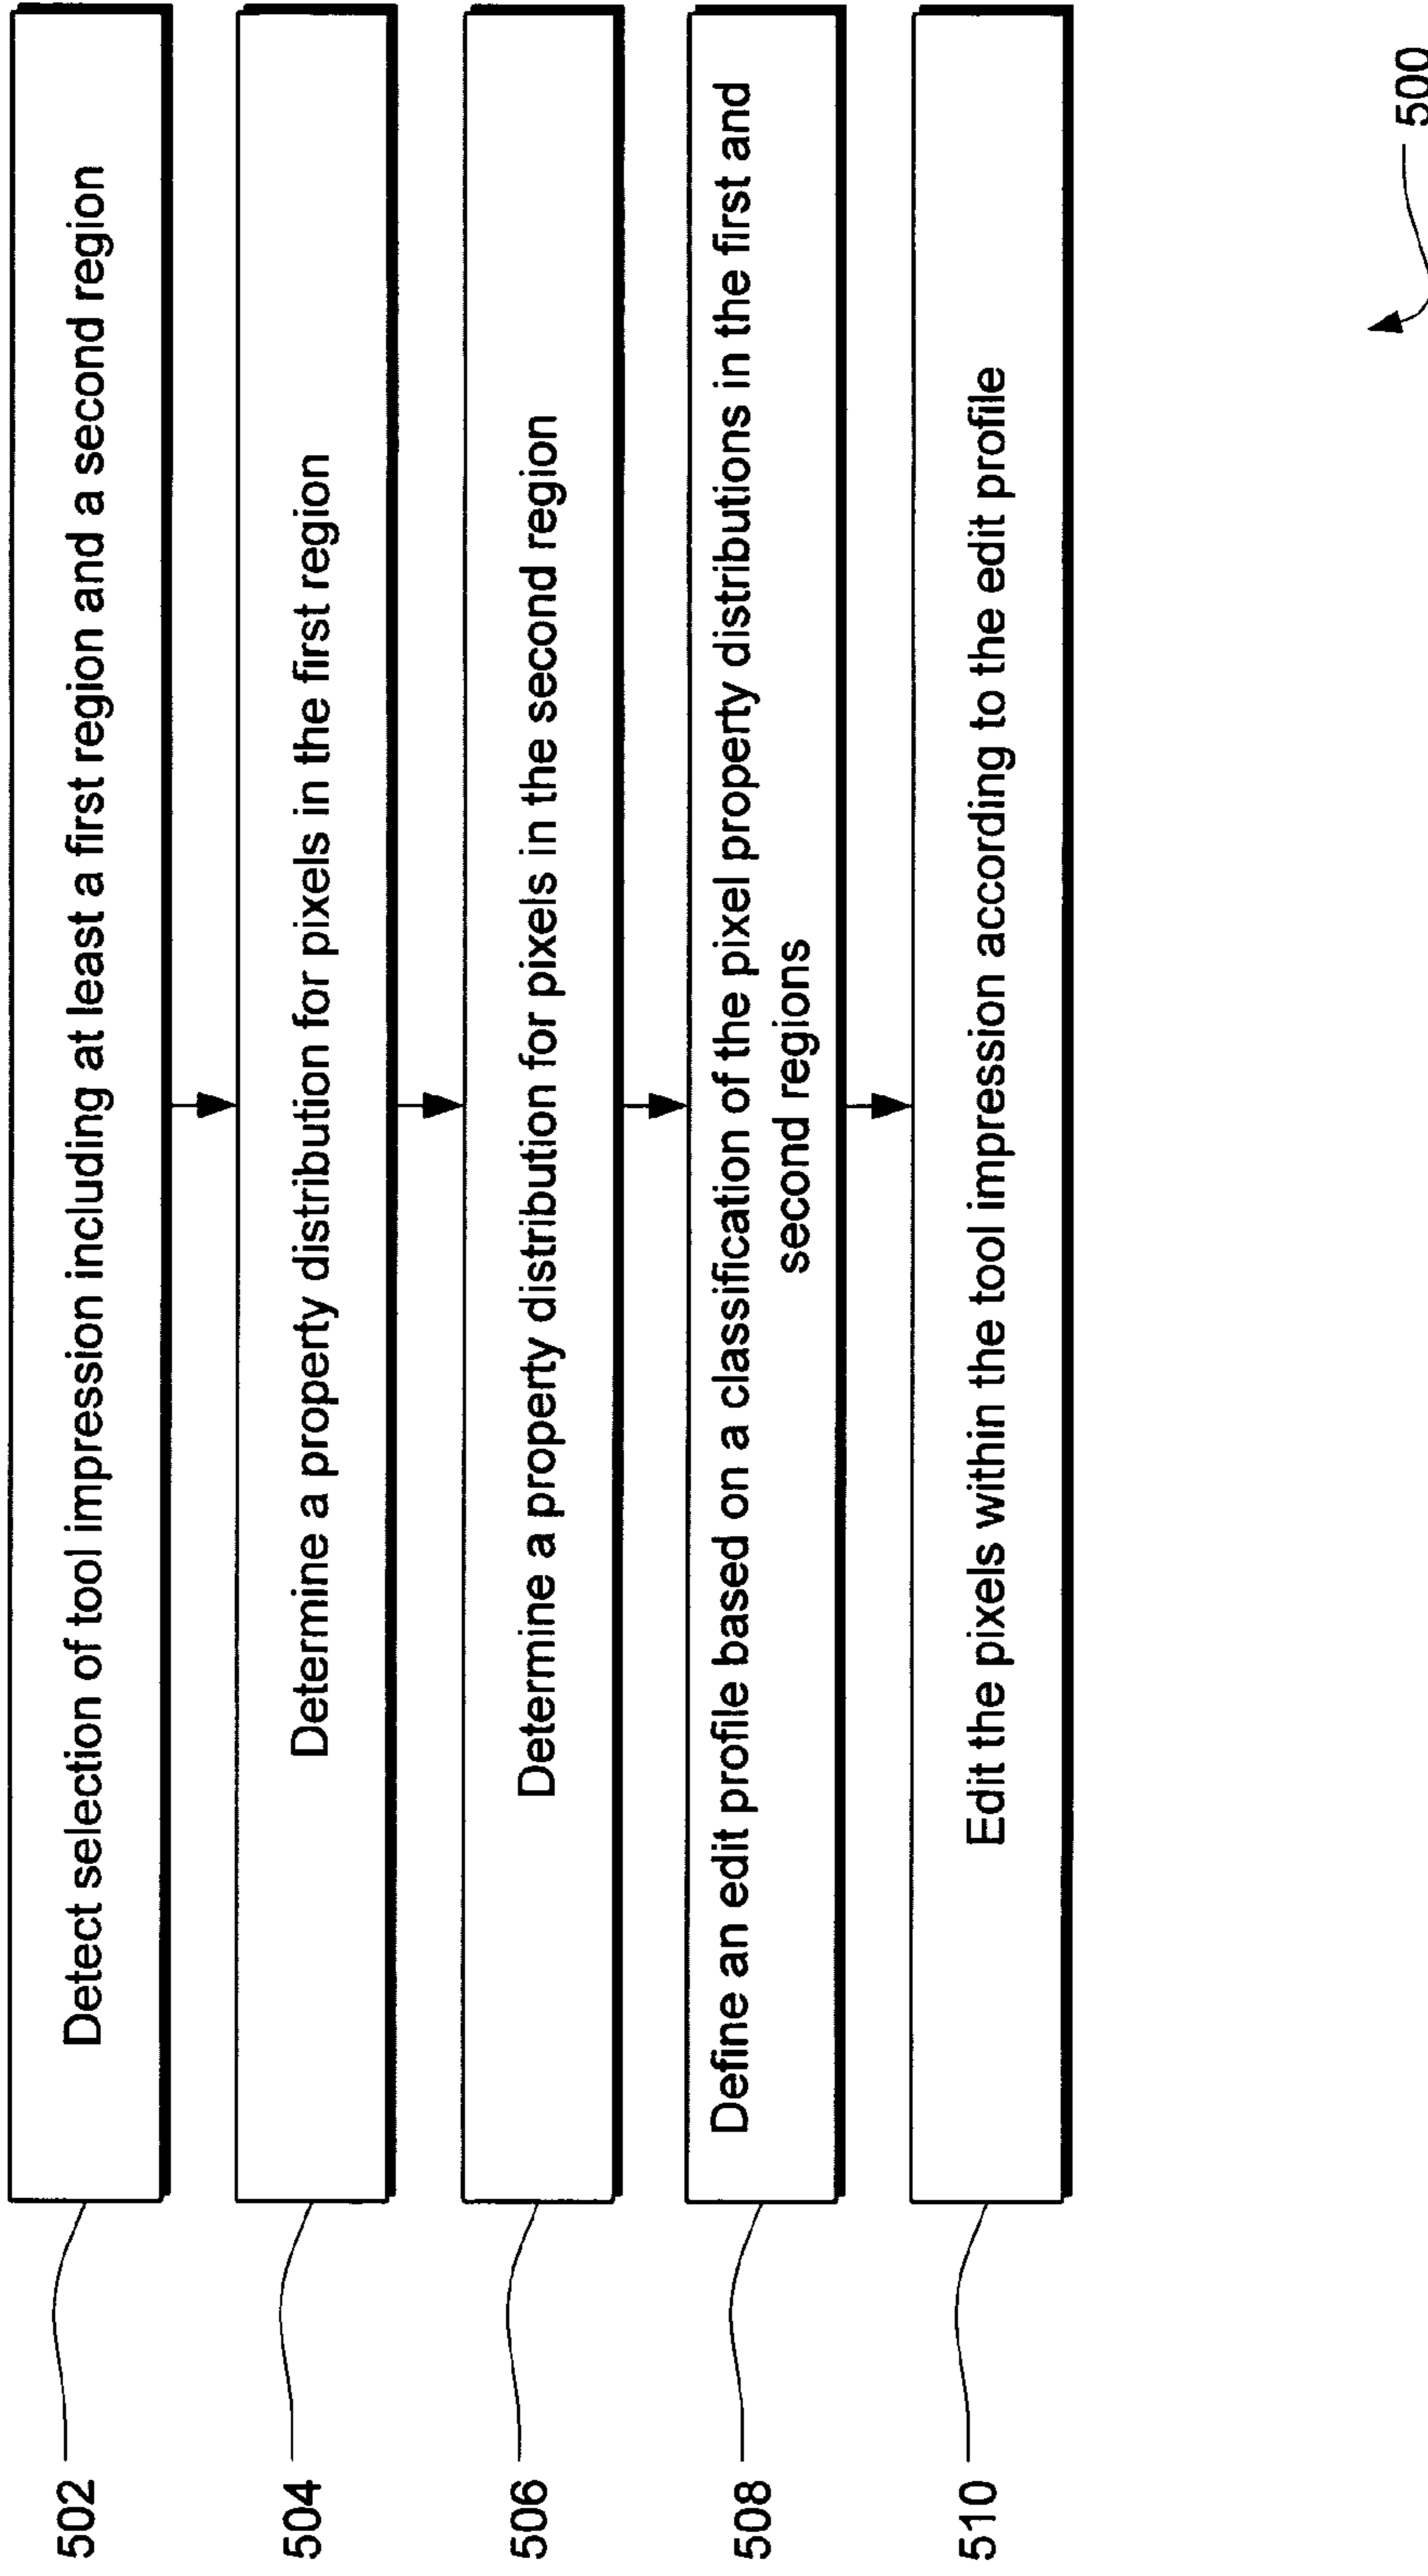 502
Detect selection of tool impression including at least a first region and a second region
504
Determine a property distribution for pixels in the first region
506
Determine a property distribution for pixels in the second region
508
Define an edit profile based on a classification of the pixel property distributions in the first and
second regions
510
Edit the pixels within the tool impression according to the edit profile
500